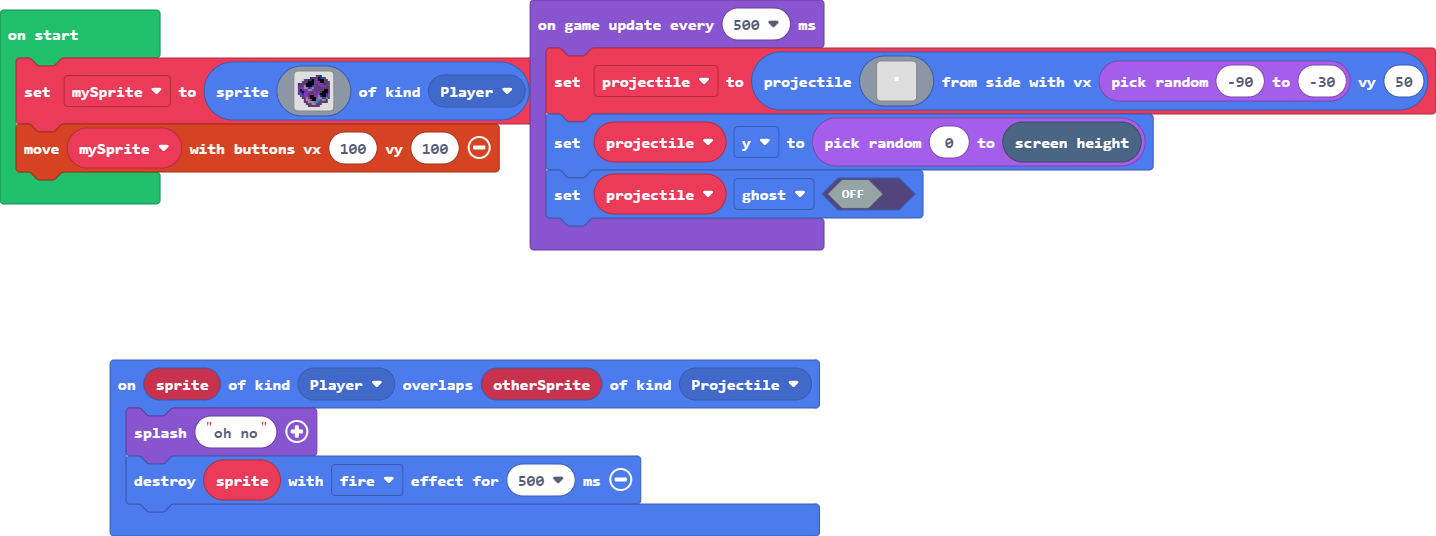 on start
set mySprite to sprite of kind Player
move mySprite with buttons vx 100 vy 100
on game update every 500 ms
set projectile to projectile from side with vx pick random -90 to -30 vy 50
set projectile y to pick random 0 to screen height
set projectile ghost OFF
on sprite of kind Player overlaps otherSprite of kind Projectile
splash "oh no"
destroy sprite with fire effect for 500 ms